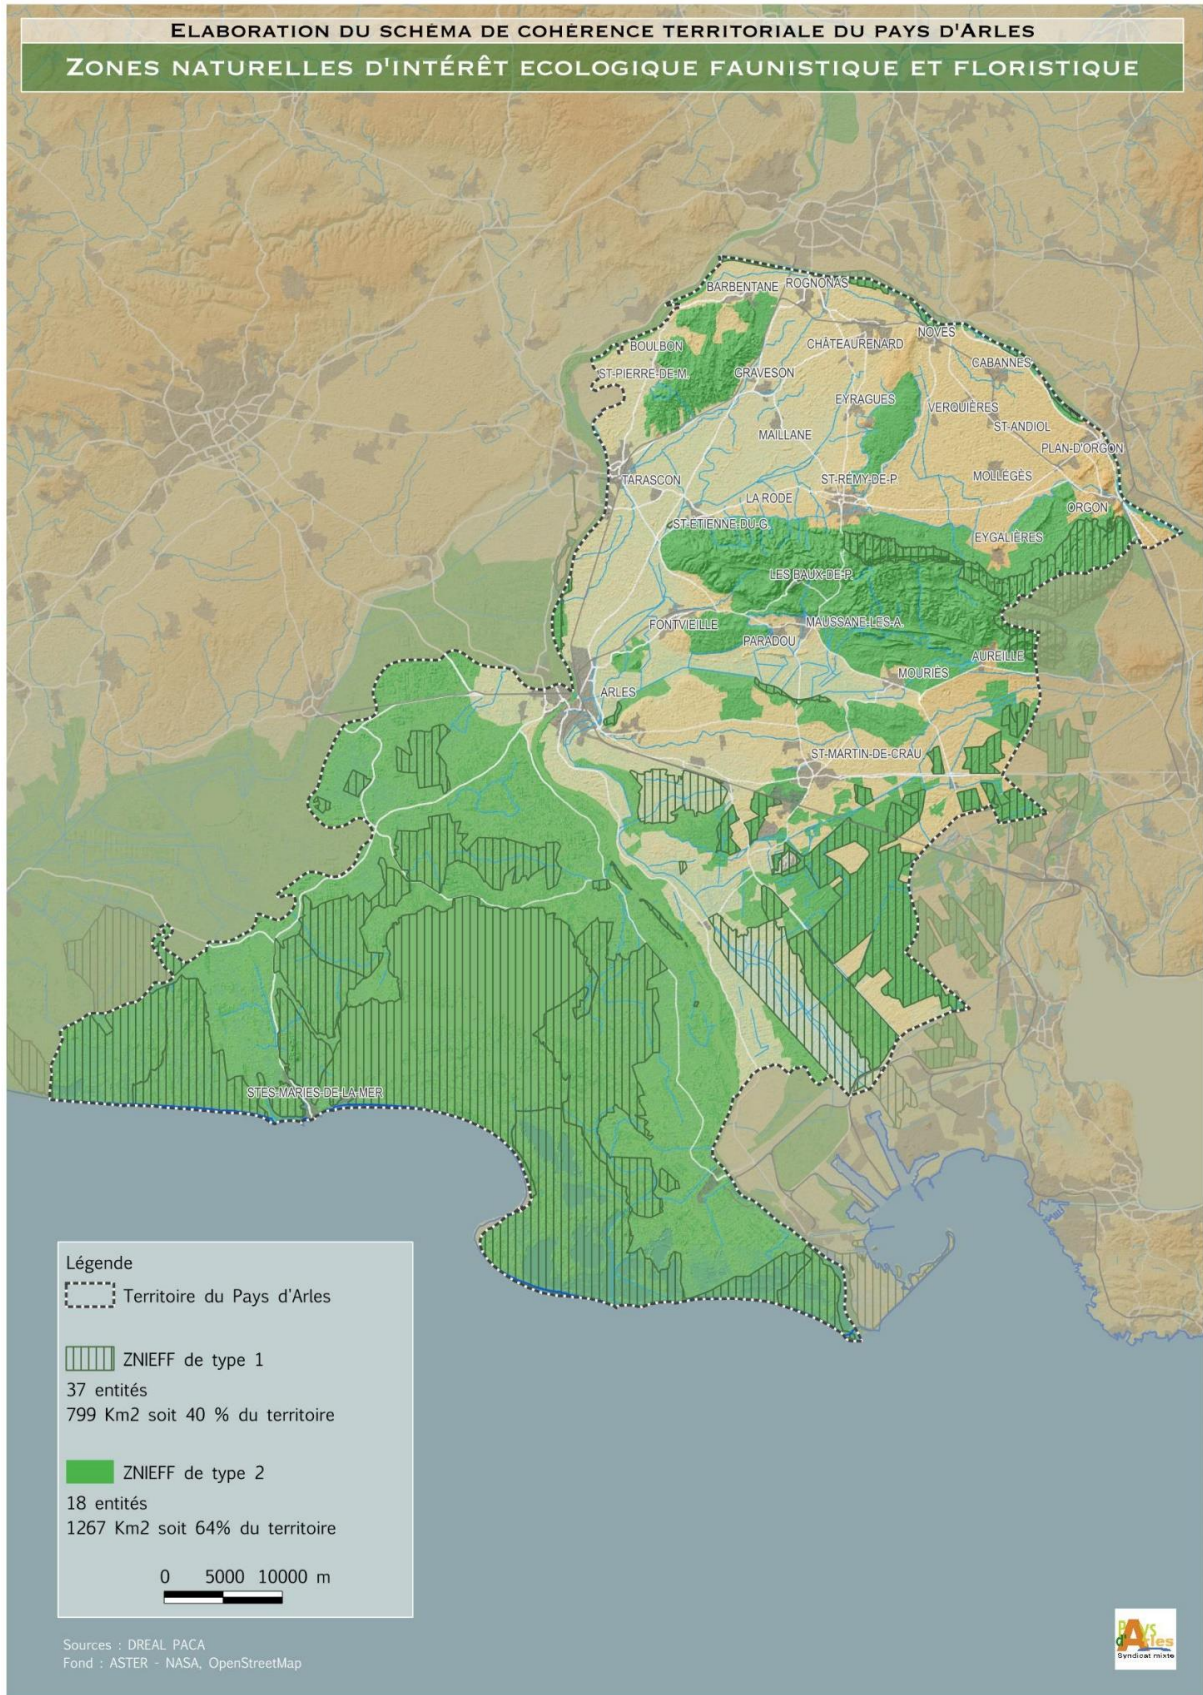 ELABORATION DU SCHÉMA DE COHÉRENCE TERRITORIALE DU PAYS D'ARLES
ZONES NATURELLES D'INTÉRÊT ECOLOGIQUE FAUNISTIQUE ET FLORISTIQUE
BARBENTANE
ROGNONAS
BOULBON
CHÂTEAURENARD
NOVES
CABANNES
ST-PIERRE-DE-M.
GRAVESON
EYRAGUES
VERQUIÈRES
ST-ANDIOL
MAILLANE
PLAN-D'ORGON
TARASCON
ST-RÉMY-DE-P
MOLLÉGÈS
LA RODE
ORGON
ST-ÉTIENNE-DU-G.
EYGALIÈRES
LES BAUX-DE-P.
FONTVIEILLE
MAUSSANE-LES-A.
PARADOU
AUREILLE
MOURIÈS
ARLES
ST-MARTIN-DE-CRAU
STES-MARIES-DE-LA-MER
Légende
Territoire du Pays d'Arles
ZNIEFF de type 1
37 entités
799 Km2 soit 40 % du territoire
ZNIEFF de type 2
18 entités
1267 Km2 soit 64% du territoire
0 5000 10000 m
Sources : DREAL PACA
Fond : ASTER - NASA, OpenStreetMap
PAYS
d'Arles
Syndicat mixte